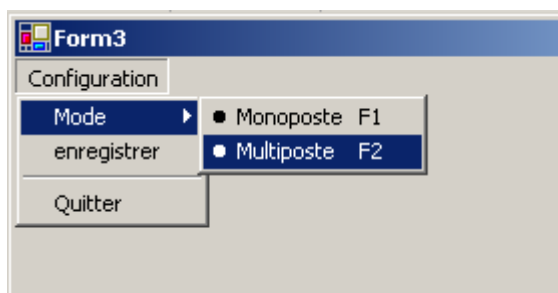 Form3
Configuration
Mode
Monoposte F1
enregistrer
Multiposte F2
Quitter